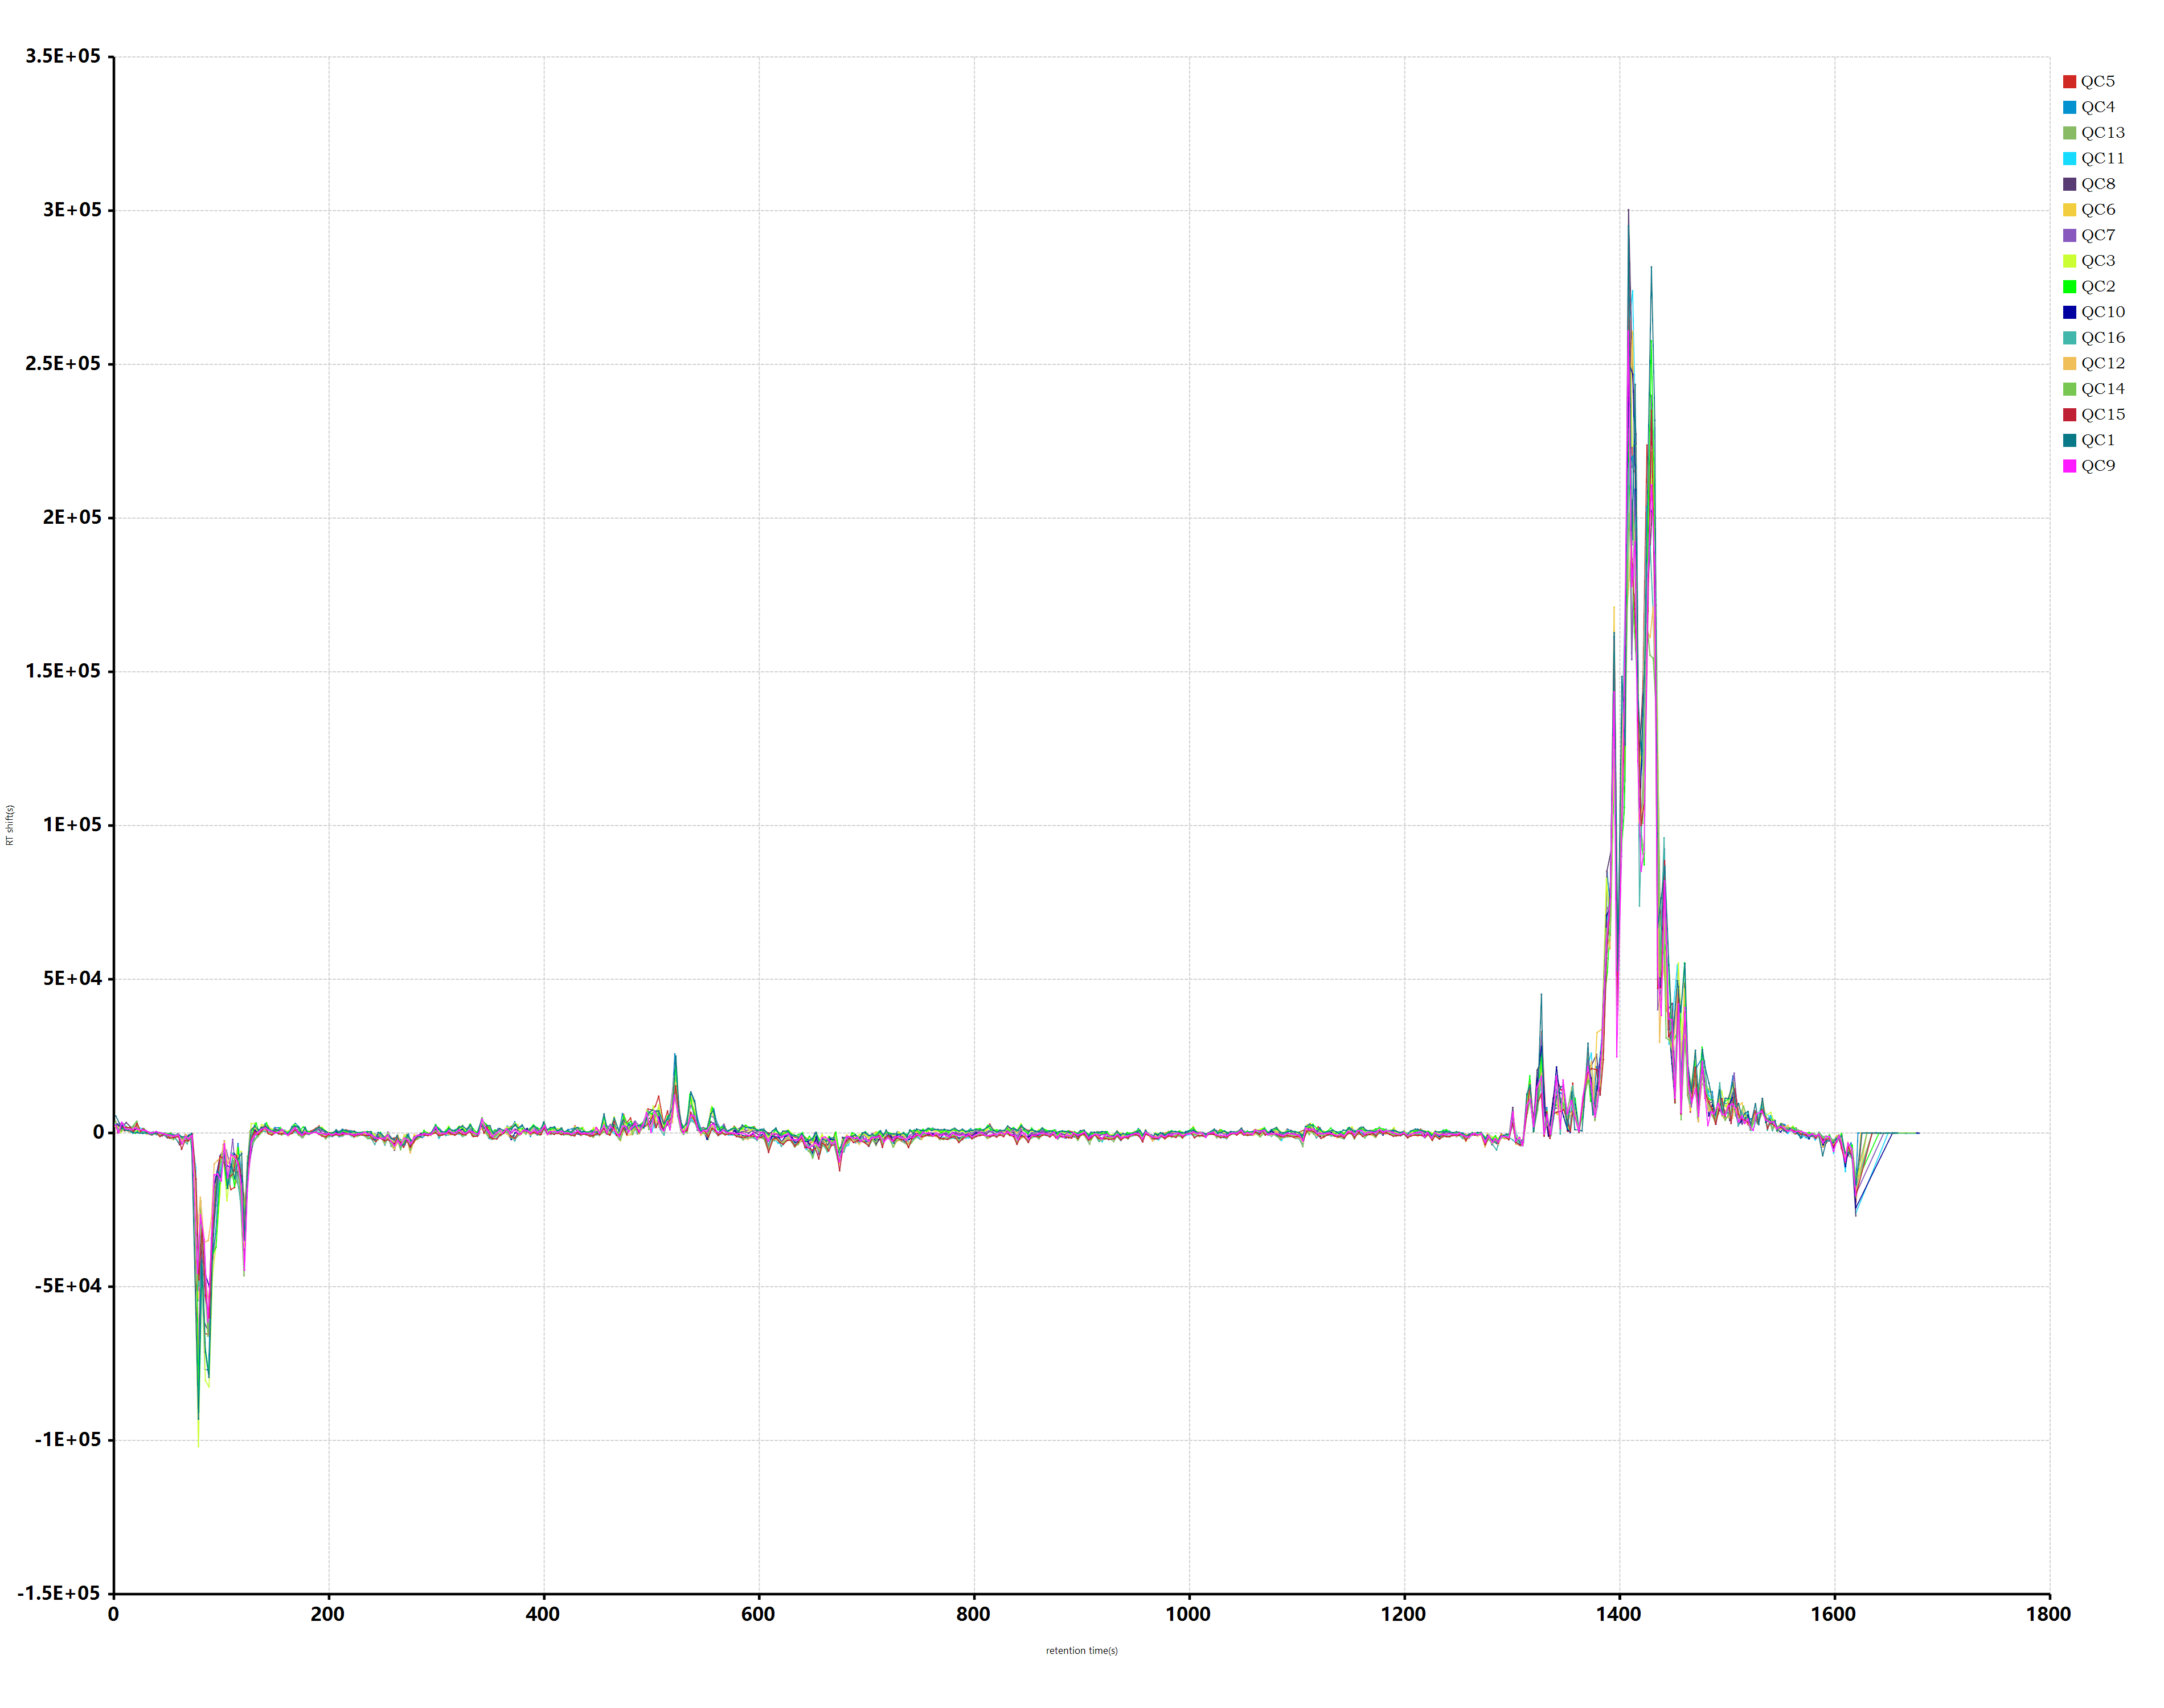 3.5E+05
3E+05
2.5E+05
2E+05
1.5E+05
1E+05
5E+04
0
-5E+04
-1E+05
-1.5E+05
RT shift(s)
0 200 400 600 800 1000 1200 1400 1600 1800
retention time(s)
QC5
QC4
QC13
QC11
QC8
QC6
QC7
QC3
QC2
QC10
QC16
QC12
QC14
QC15
QC1
QC9